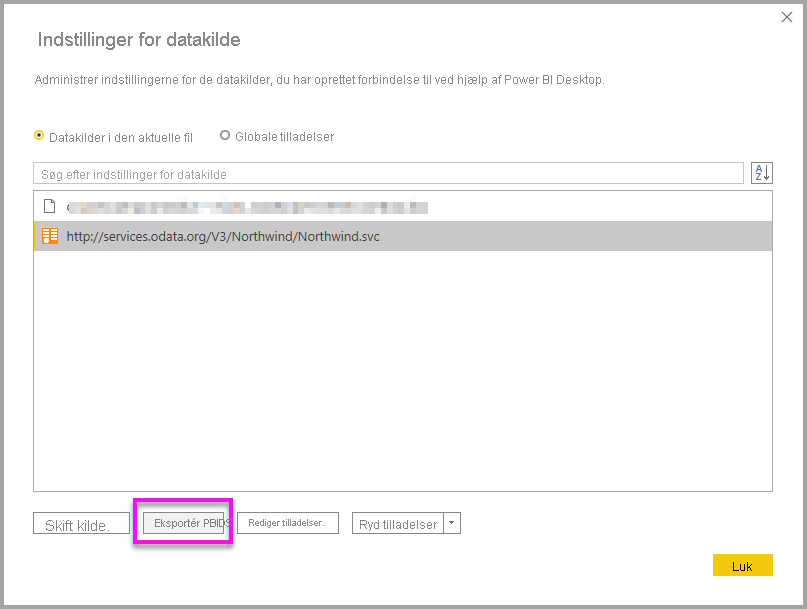 Indstillinger for datakilde
Administrer indstillingerne for de datakilder, du har oprettet forbindelse til ved hjælp af Power BI Desktop.
Datakilder i den aktuelle fil Globale tilladelser
Søg efter indstillinger for datakilde
http://services.odata.org/V3/Northwind/Northwind.svc
Skift kilde. Eksportér PBIDS Rediger tilladelser. Ryd tilladelser
Luk